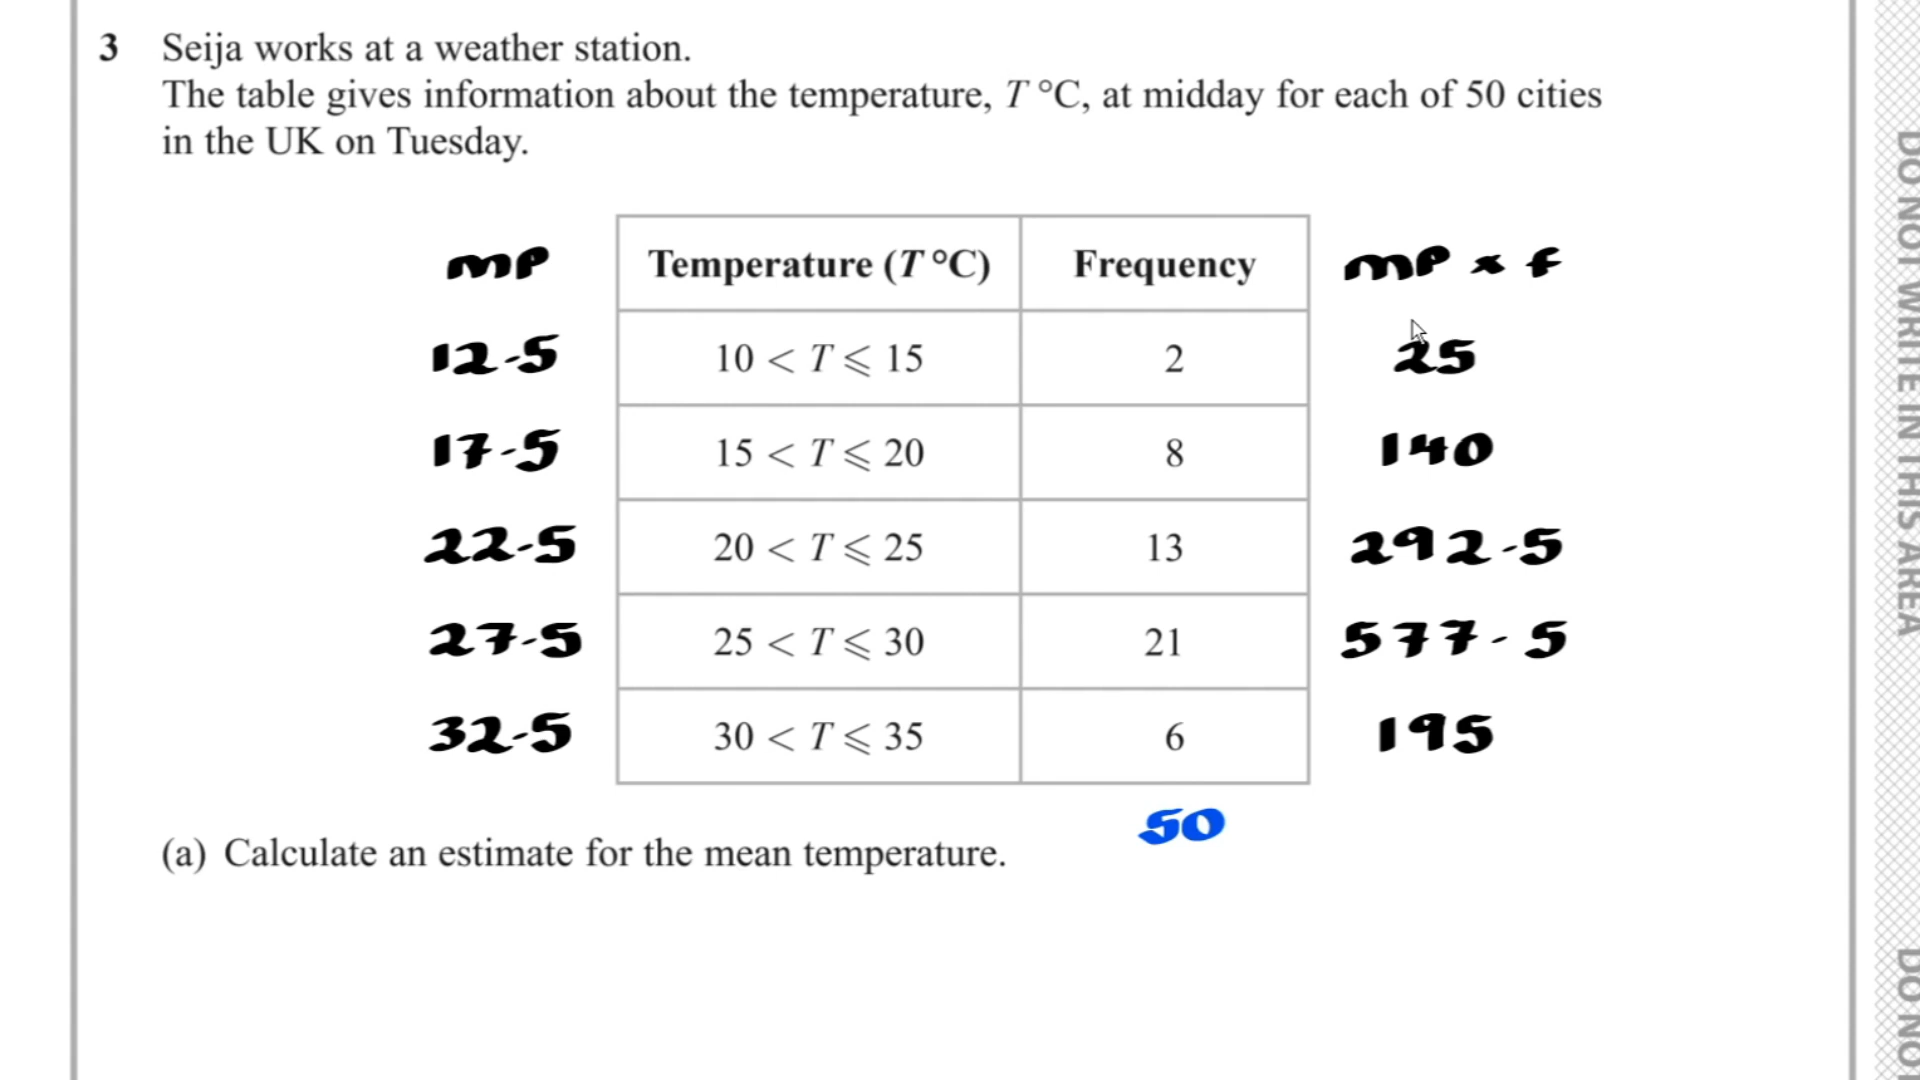 3 Seija works at a weather station.
The table gives information about the temperature, T °C, at midday for each of 50 cities
in the UK on Tuesday.
MP Temperature (T °C) Frequency MP × F
12.5 10 < T ⩽ 15 2 25
17.5 15 < T ⩽ 20 8 140
22.5 20 < T ⩽ 25 13 292.5
27.5 25 < T ⩽ 30 21 577.5
32.5 30 < T ⩽ 35 6 195
50
(a) Calculate an estimate for the mean temperature.
DO NOT WRITE IN THIS AREA
DO NOT